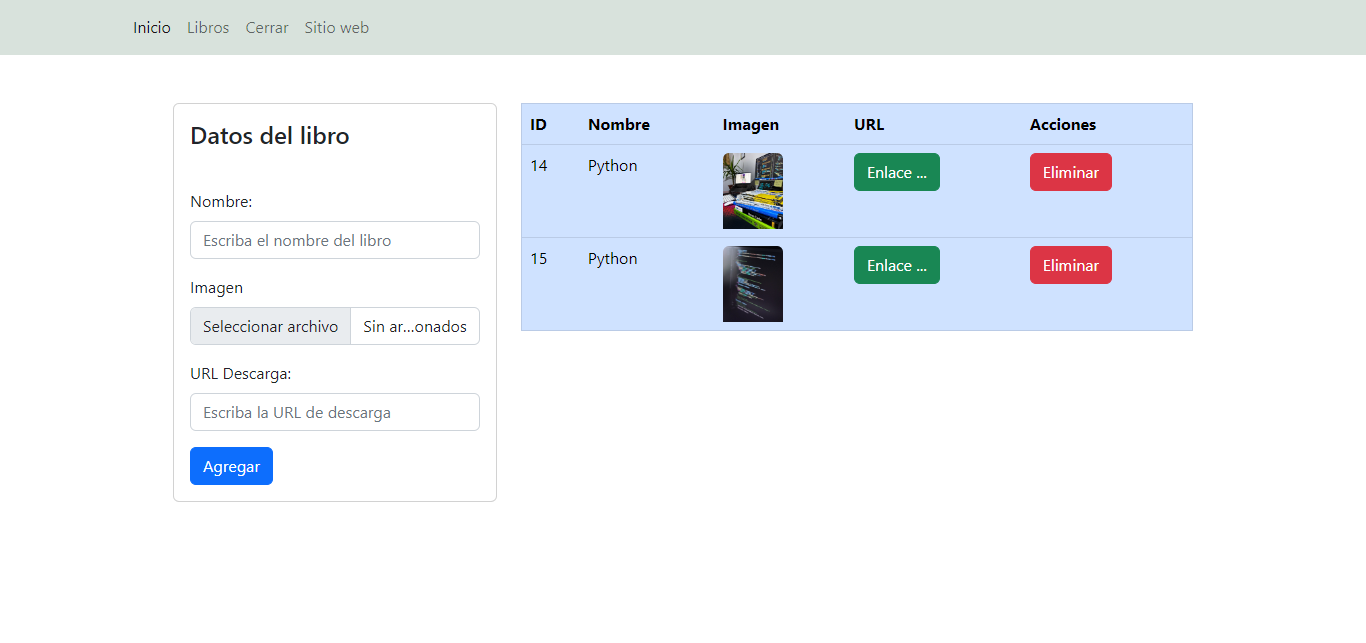 Inicio Libros Cerrar Sitio web
Datos del libro
Nombre:
Escriba el nombre del libro
Imagen
Seleccionar archivo Sin ar...onados
URL Descarga:
Escriba la URL de descarga
Agregar
ID Nombre Imagen URL Acciones
14 Python Enlace ... Eliminar
15 Python Enlace ... Eliminar